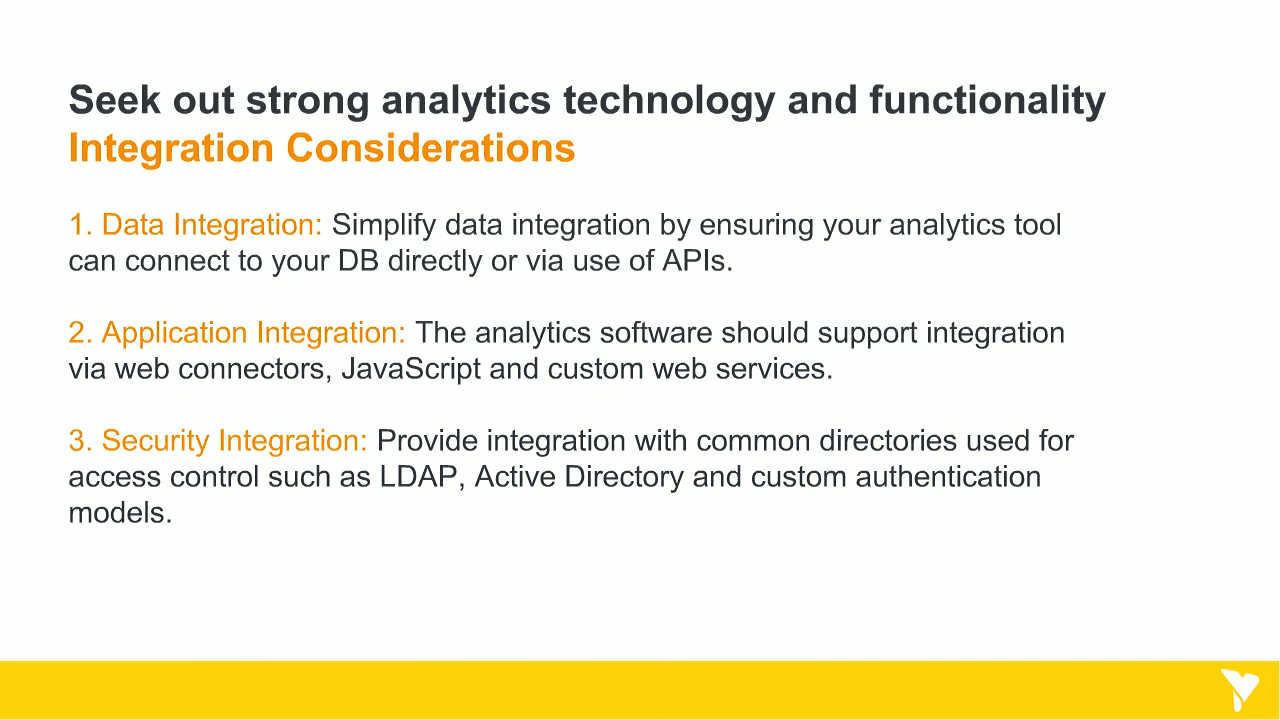 Seek out strong analytics technology and functionality
Integration Considerations
1. Data Integration: Simplify data integration by ensuring your analytics tool
can connect to your DB directly or via use of APIs.
2. Application Integration: The analytics software should support integration
via web connectors, JavaScript and custom web services.
3. Security Integration: Provide integration with common directories used for
access control such as LDAP, Active Directory and custom authentication
models.